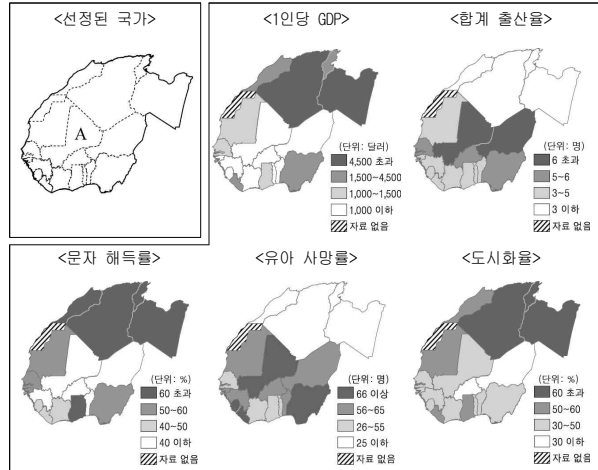 <선정된 국가>
A
<1인당 GDP>
(단위: 달러)
4,500 초과
1,500~4,500
1,000~1,500
1,000 이하
자료 없음
<합계 출산율>
(단위: 명)
6 초과
5~6
3~5
3 이하
자료 없음
<문자 해득률>
(단위: %)
60 초과
50~60
40~50
40 이하
자료 없음
<유아 사망률>
(단위: 명)
66 이상
56~65
26~55
25 이하
자료 없음
<도시화율>
(단위: %)
60 초과
50~60
30~50
30 이하
자료 없음